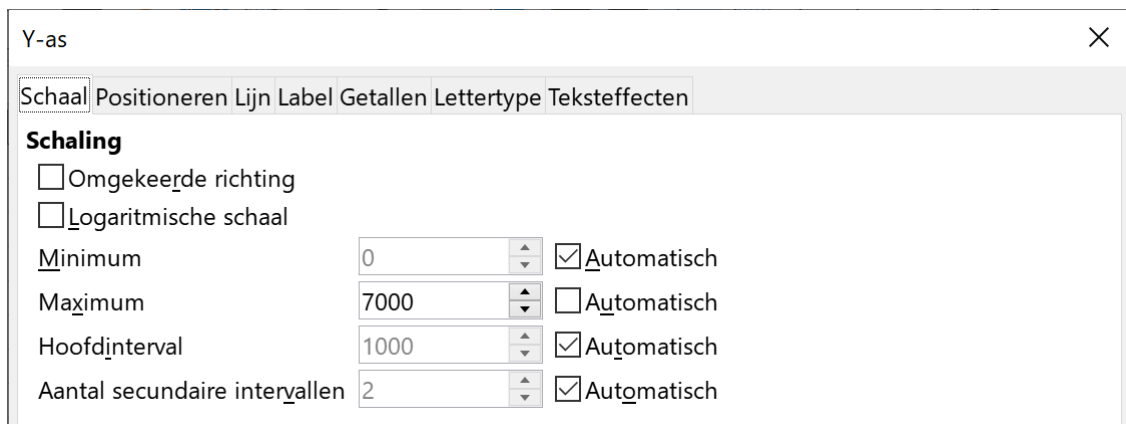 Y-as
Schaal Positioneren Lijn Label Getallen Lettertype Teksteffecten
Schaling
Omgekeerde richting
Logaritmische schaal
Minimum 0 Automatisch
Maximum 7000 Automatisch
Hoofdinterval 1000 Automatisch
Aantal secundaire intervallen 2 Automatisch